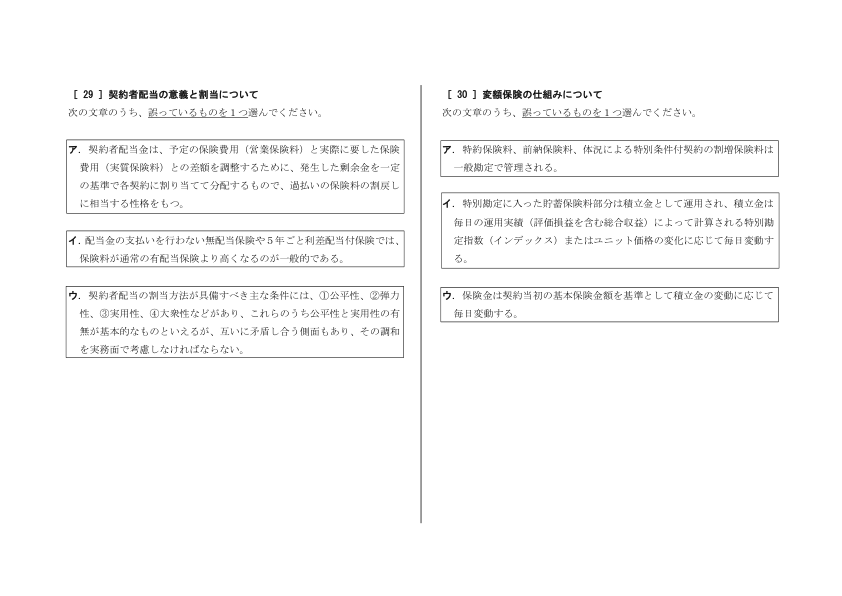 [ 29 ] 契約者配当の意義と割当について
次の文章のうち、誤っているものを１つ選んでください。
ア. 契約者配当金は、予定の保険費用（営業保険料）と実際に要した保険
費用（実質保険料）との差額を調整するために、発生した剰余金を一定
の基準で各契約に割り当てて分配するもので、過払いの保険料の割戻し
に相当する性格をもつ。
イ. 配当金の支払いを行わない無配当保険や５年ごと利差配当付保険では、
保険料が通常の有配当保険より高くなるのが一般的である。
ウ. 契約者配当の割当方法が具備すべき主な条件には、①公平性、②弾力
性、③実用性、④大衆性などがあり、これらのうち公平性と実用性の有
無が基本的なものといえるが、互いに矛盾し合う側面もあり、その調和
を実務面で考慮しなければならない。
[ 30 ] 変額保険の仕組みについて
次の文章のうち、誤っているものを１つ選んでください。
ア. 特約保険料、前納保険料、体況による特別条件付契約の割増保険料は
一般勘定で管理される。
イ. 特別勘定に入った貯蓄保険料部分は積立金として運用され、積立金は
毎日の運用実績（評価損益を含む総合収益）によって計算される特別勘
定指数（インデックス）またはユニット価格の変化に応じて毎日変動す
る。
ウ. 保険金は契約当初の基本保険金額を基準として積立金の変動に応じて
毎日変動する。